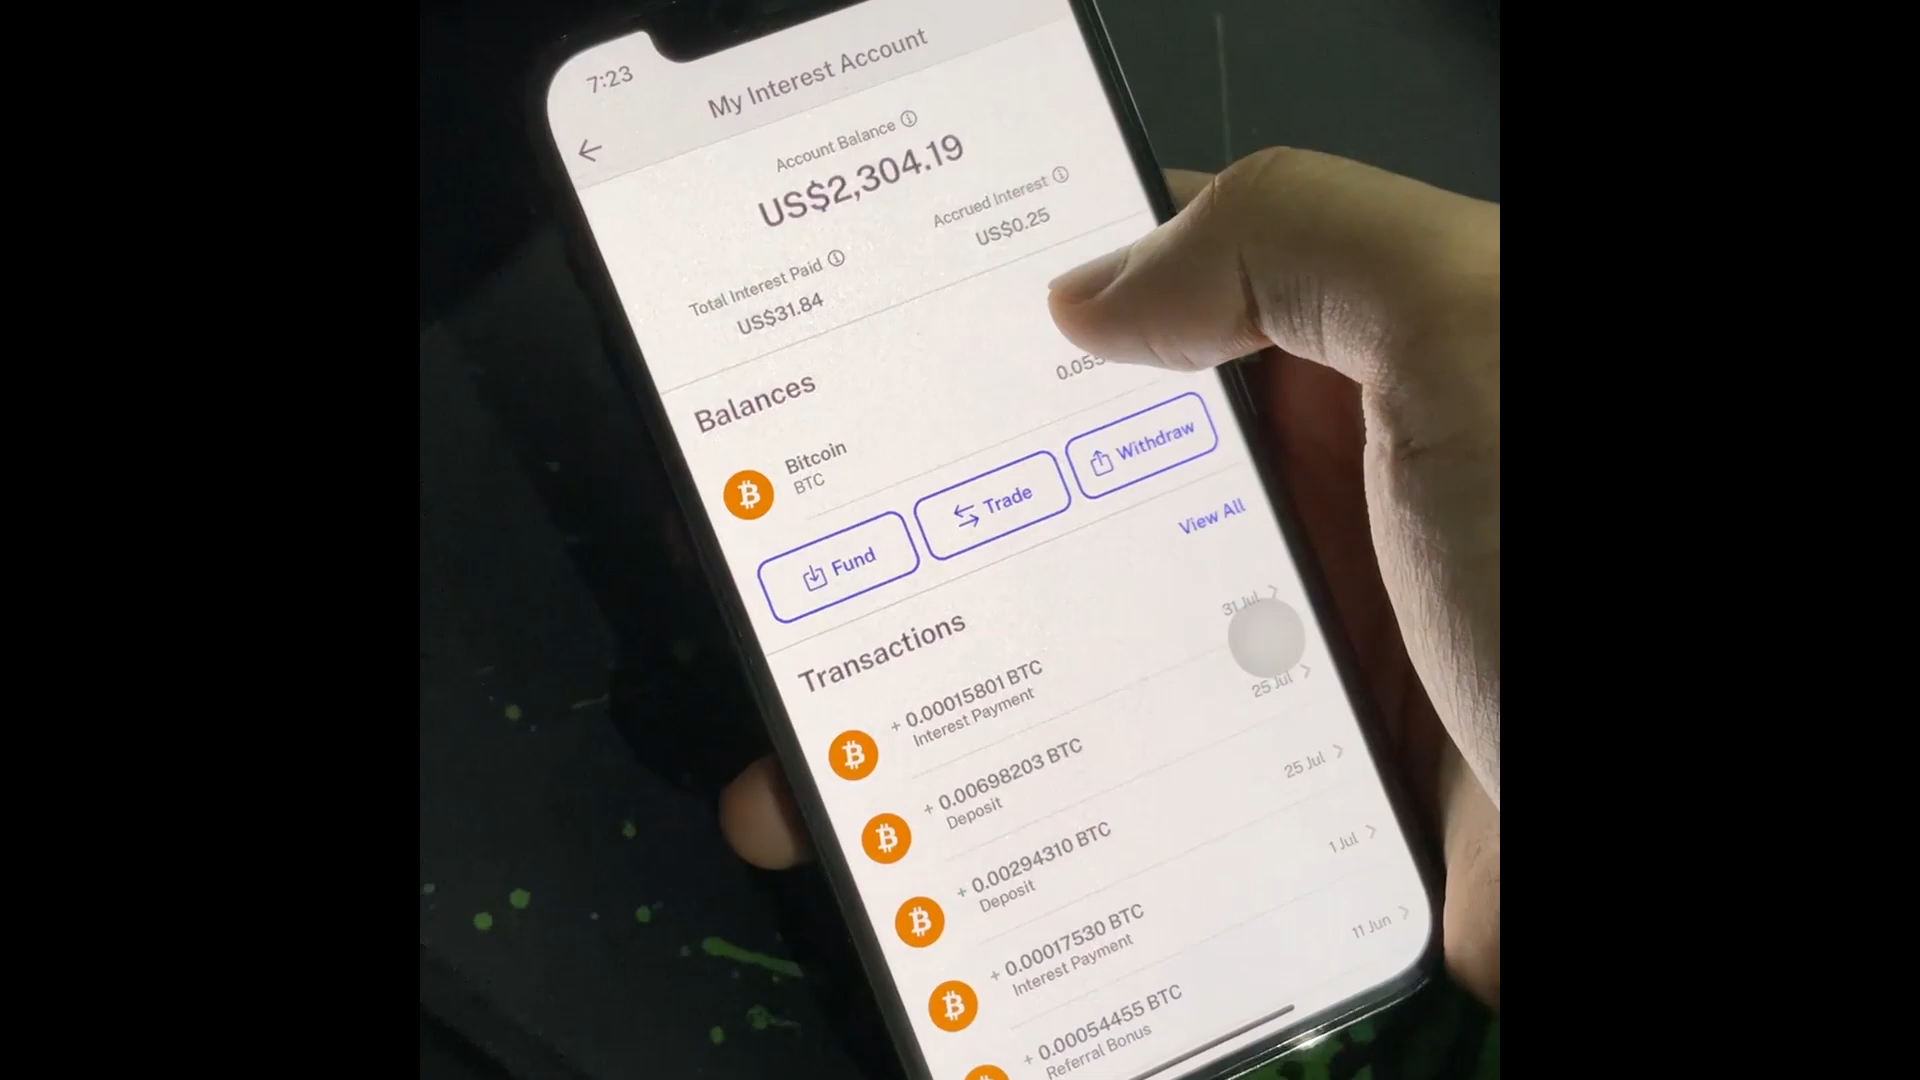 7:23
My Interest Account
Account Balance
US$2,304.19
Total Interest Paid
US$31.84
Accrued Interest
US$0.25
Balances
Bitcoin
BTC
0.055
Fund
Trade
Withdraw
Transactions
View All
+ 0.00015801 BTC
Interest Payment
31 Jul
+ 0.00698203 BTC
Deposit
25 Jul
+ 0.00294310 BTC
Deposit
25 Jul
+ 0.00017530 BTC
Interest Payment
1 Jul
+ 0.00054455 BTC
Referral Bonus
11 Jun